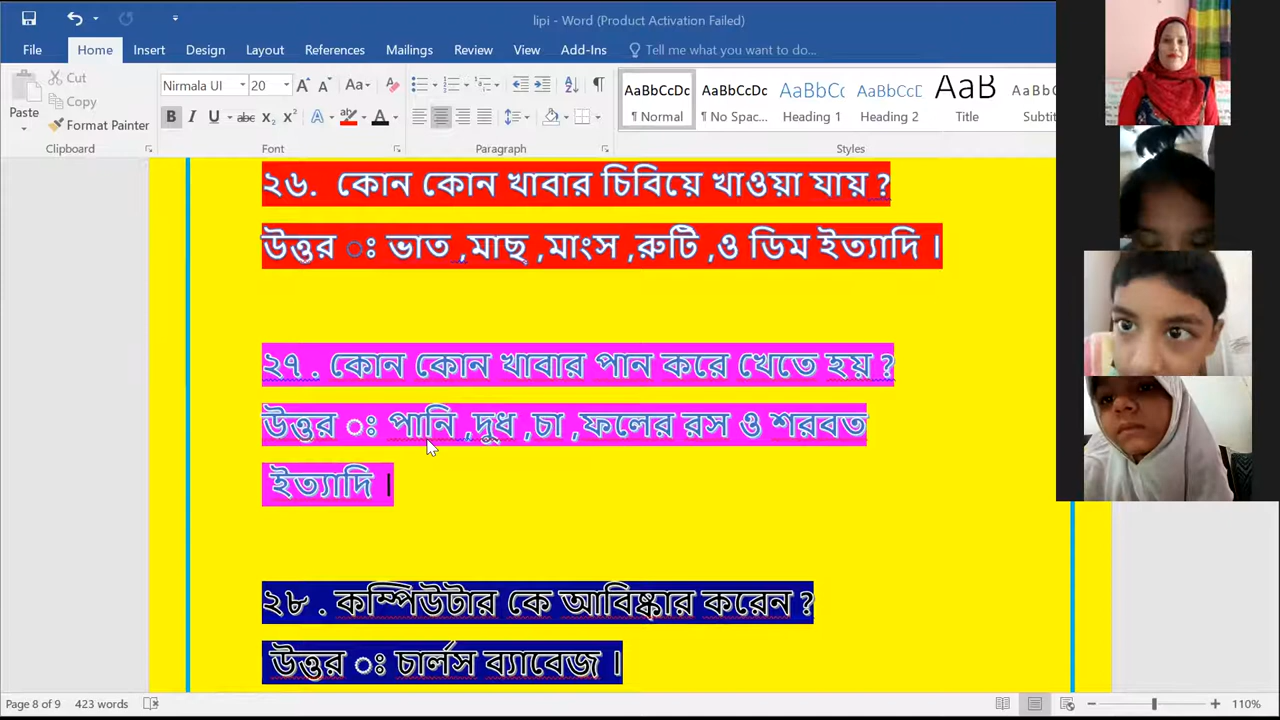 lipi - Word (Product Activation Failed)
File Home Insert Design Layout References Mailings Review View Add-Ins Tell me what you want to do...
Cut
Copy
Paste
Format Painter
Clipboard
Nirmala UI 20
Font
Paragraph
AaBbCcDc AaBbCcDc AaBbCc AaBbCcD AaB AaBbCc
¶ Normal ¶ No Spac... Heading 1 Heading 2 Title Subtit
Styles
২৬. কোন কোন খাবার চিবিয়ে খাওয়া যায় ?
উত্তর ঃ ভাত ,মাছ ,মাংস ,রুটি ,ও ডিম ইত্যাদি ।
২৭ . কোন কোন খাবার পান করে খেতে হয় ?
উত্তর ঃ পানি ,দুধ ,চা ,ফলের রস ও শরবত
ইত্যাদি ।
২৮ . কম্পিউটার কে আবিষ্কার করেন ?
উত্তর ঃ চার্লস ব্যাবেজ ।
Page 8 of 9 423 words 110%